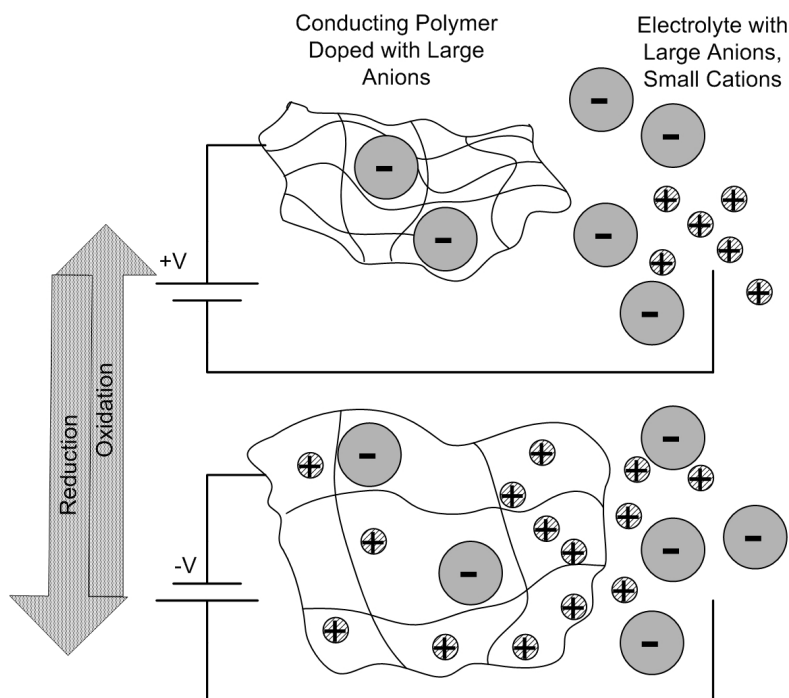 Conducting Polymer
Doped with Large
Anions
Electrolyte with
Large Anions,
Small Cations
+V
Reduction
Oxidation
-V